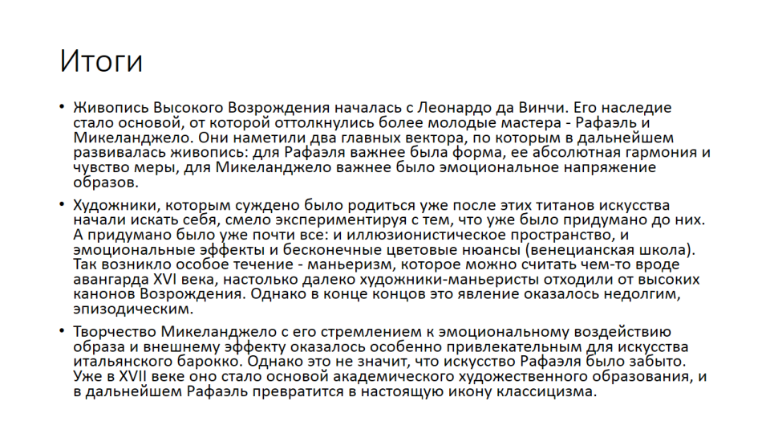 Итоги
• Живопись Высокого Возрождения началась с Леонардо да Винчи. Его наследие
стало основой, от которой оттолкнулись более молодые мастера - Рафаэль и
Микеланджело. Они наметили два главных вектора, по которым в дальнейшем
развивалась живопись: для Рафаэля важнее была форма, ее абсолютная гармония и
чувство меры, для Микеланджело важнее было эмоциональное напряжение
образов.
• Художники, которым суждено было родиться уже после этих титанов искусства
начали искать себя, смело экспериментируя с тем, что уже было придумано до них.
А придумано было уже почти все: и иллюзионистическое пространство, и
эмоциональные эффекты и бесконечные цветовые нюансы (венецианская школа).
Так возникло особое течение - маньеризм, которое можно считать чем-то вроде
авангарда XVI века, настолько далеко художники-маньеристы отходили от высоких
канонов Возрождения. Однако в конце концов это явление оказалось недолгим,
эпизодическим.
• Творчество Микеланджело с его стремлением к эмоциональному воздействию
образа и внешнему эффекту оказалось особенно привлекательным для искусства
итальянского барокко. Однако это не значит, что искусство Рафаэля было забыто.
Уже в XVII веке оно стало основой академического художественного образования, и
в дальнейшем Рафаэль превратится в настоящую икону классицизма.